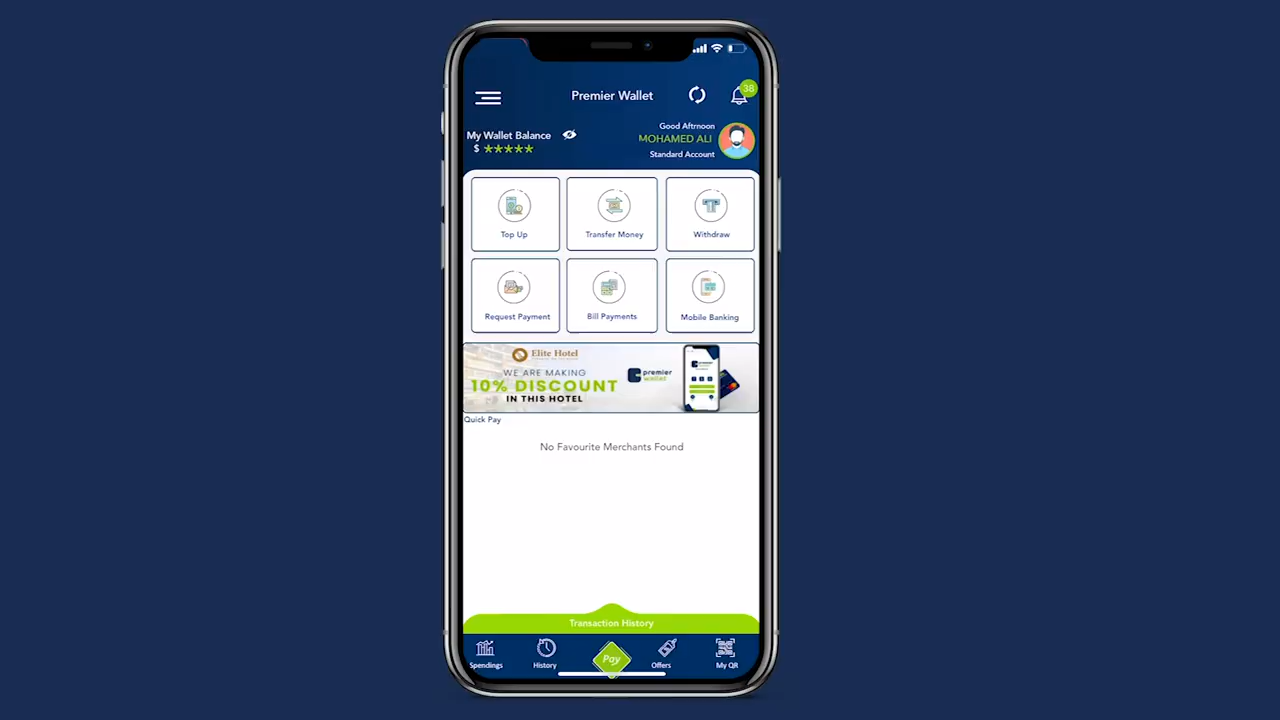 Premier Wallet
38
My Wallet Balance
$ *****
Good Aftrnoon
MOHAMED ALI
Standard Account
Top Up
Transfer Money
Withdraw
Request Payment
Bill Payments
Mobile Banking
Elite Hotel
WE ARE MAKING
10% DISCOUNT
IN THIS HOTEL
premier
wallet
Quick Pay
No Favourite Merchants Found
Transaction History
Spendings
History
Pay
Offers
My QR